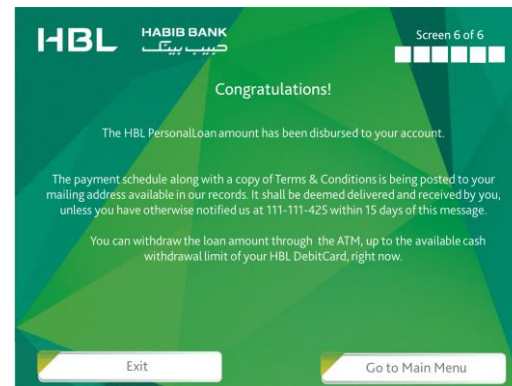 HBL HABIB BANK
حبیب بینک
Screen 6 of 6
Congratulations!
The HBL PersonalLoan amount has been disbursed to your account.
The payment schedule along with a copy of Terms & Conditions is being posted to your
mailing address available in our records. It shall be deemed delivered and received by you,
unless you have otherwise notified us at 111-111-425 within 15 days of this message.
You can withdraw the loan amount through the ATM, up to the available cash
withdrawal limit of your HBL DebitCard, right now.
Exit
Go to Main Menu